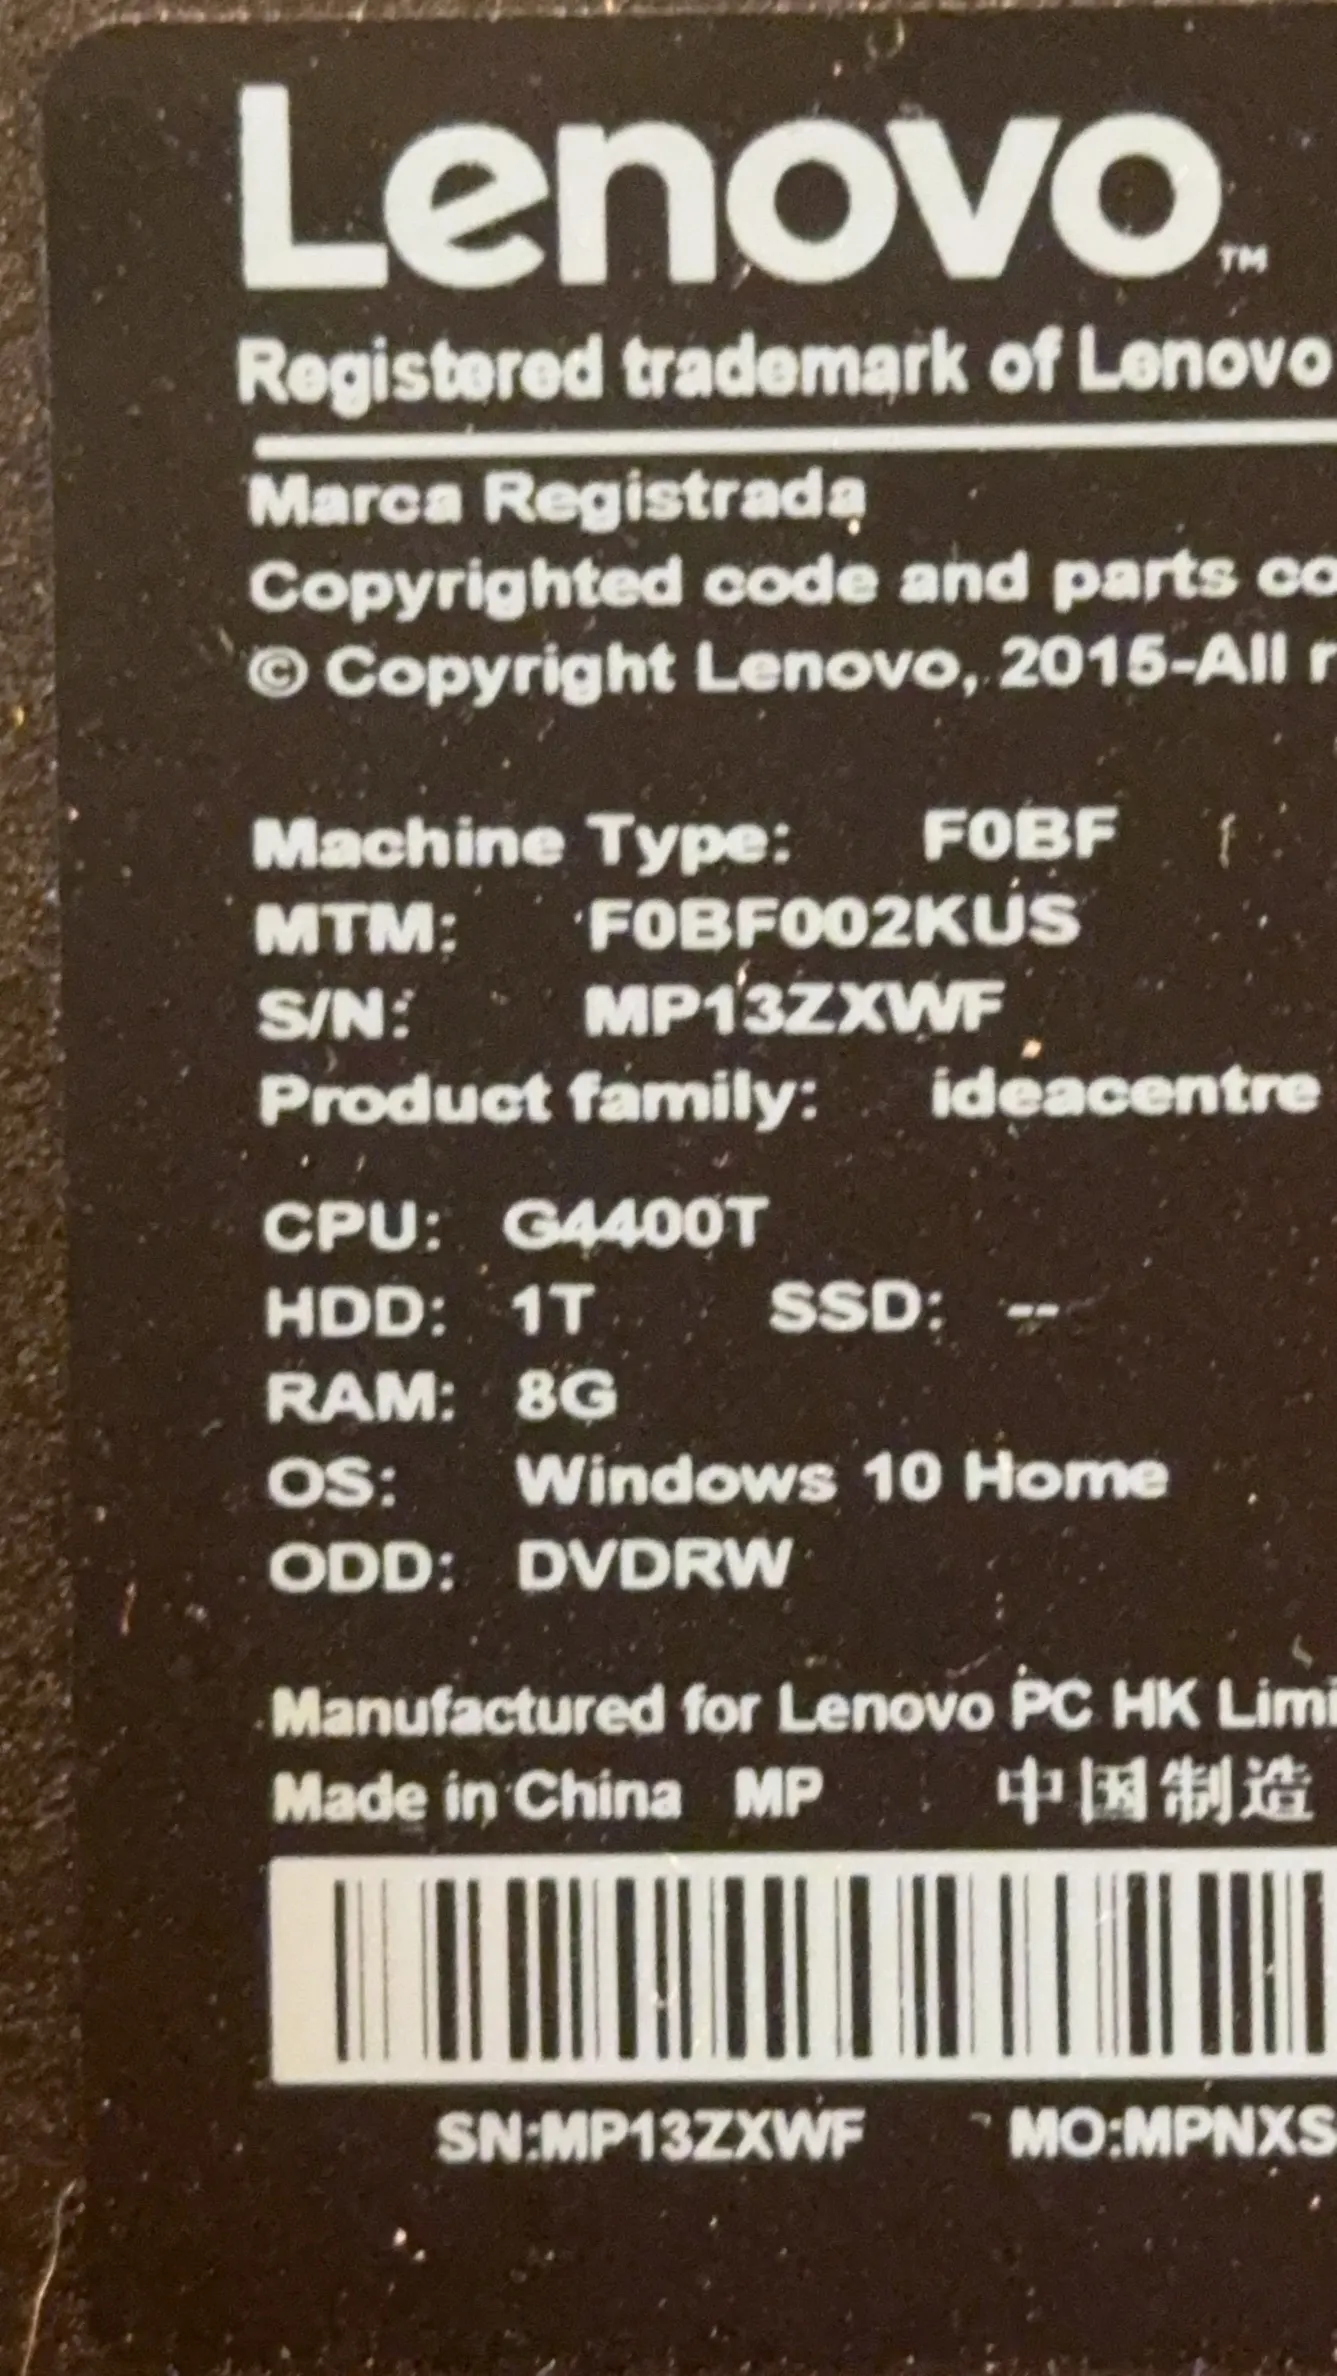 Lenovo™
Registered trademark of Lenovo
Marca Registrada
Copyrighted code and parts co
© Copyright Lenovo, 2015-All r
Machine Type: F0BF
MTM: F0BF002KUS
S/N: MP13ZXWF
Product family: ideacentre
CPU: G4400T
HDD: 1T SSD: --
RAM: 8G
OS: Windows 10 Home
ODD: DVDRW
Manufactured for Lenovo PC HK Limi
Made in China MP 中国制造
SN:MP13ZXWF MO:MPNXS